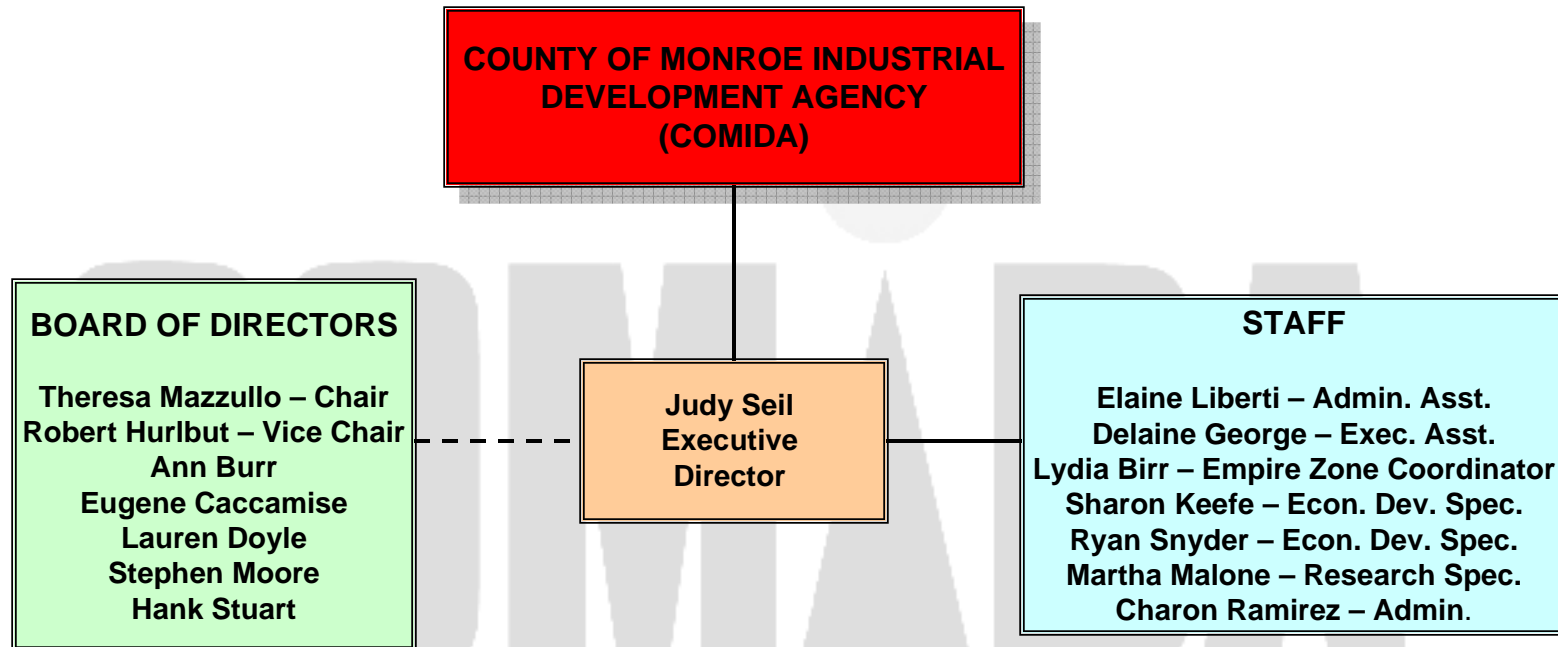 COUNTY OF MONROE INDUSTRIAL
DEVELOPMENT AGENCY
(COMIDA)
BOARD OF DIRECTORS
Theresa Mazzullo – Chair
Robert Hurlbut – Vice Chair
Ann Burr
Eugene Caccamise
Lauren Doyle
Stephen Moore
Hank Stuart
Judy Seil
Executive
Director
STAFF
Elaine Liberti – Admin. Asst.
Delaine George – Exec. Asst.
Lydia Birr – Empire Zone Coordinator
Sharon Keefe – Econ. Dev. Spec.
Ryan Snyder – Econ. Dev. Spec.
Martha Malone – Research Spec.
Charon Ramirez – Admin.